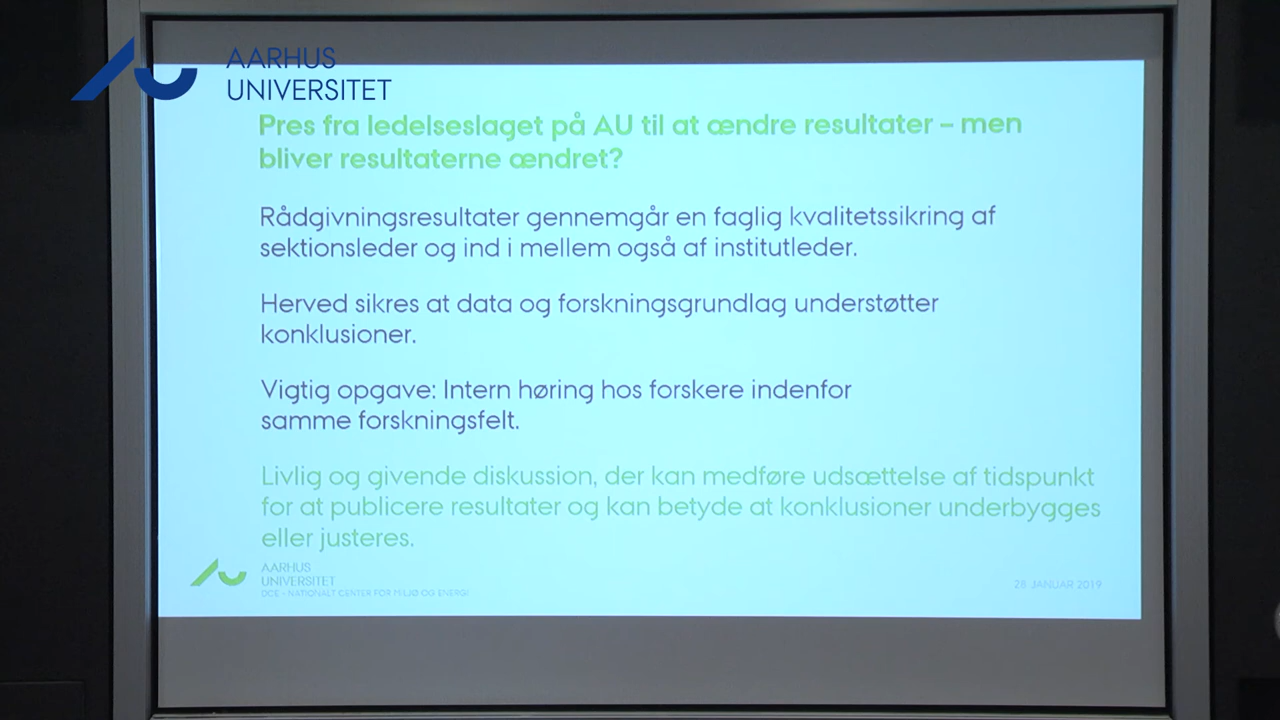 AARHUS
UNIVERSITET
Pres fra ledelseslaget på AU til at ændre resultater – men
bliver resultaterne ændret?
Rådgivningsresultater gennemgår en faglig kvalitetssikring af
sektionsleder og ind i mellem også af institutleder.
Herved sikres at data og forskningsgrundlag understøtter
konklusioner.
Vigtig opgave: Intern høring hos forskere indenfor
samme forskningsfelt.
Livlig og givende diskussion, der kan medføre udsættelse af tidspunkt
for at publicere resultater og kan betyde at konklusioner underbygges
eller justeres.
AARHUS
UNIVERSITET
DCE - NATIONALT CENTER FOR MILJØ OG ENERGI
28. JANUAR 2019